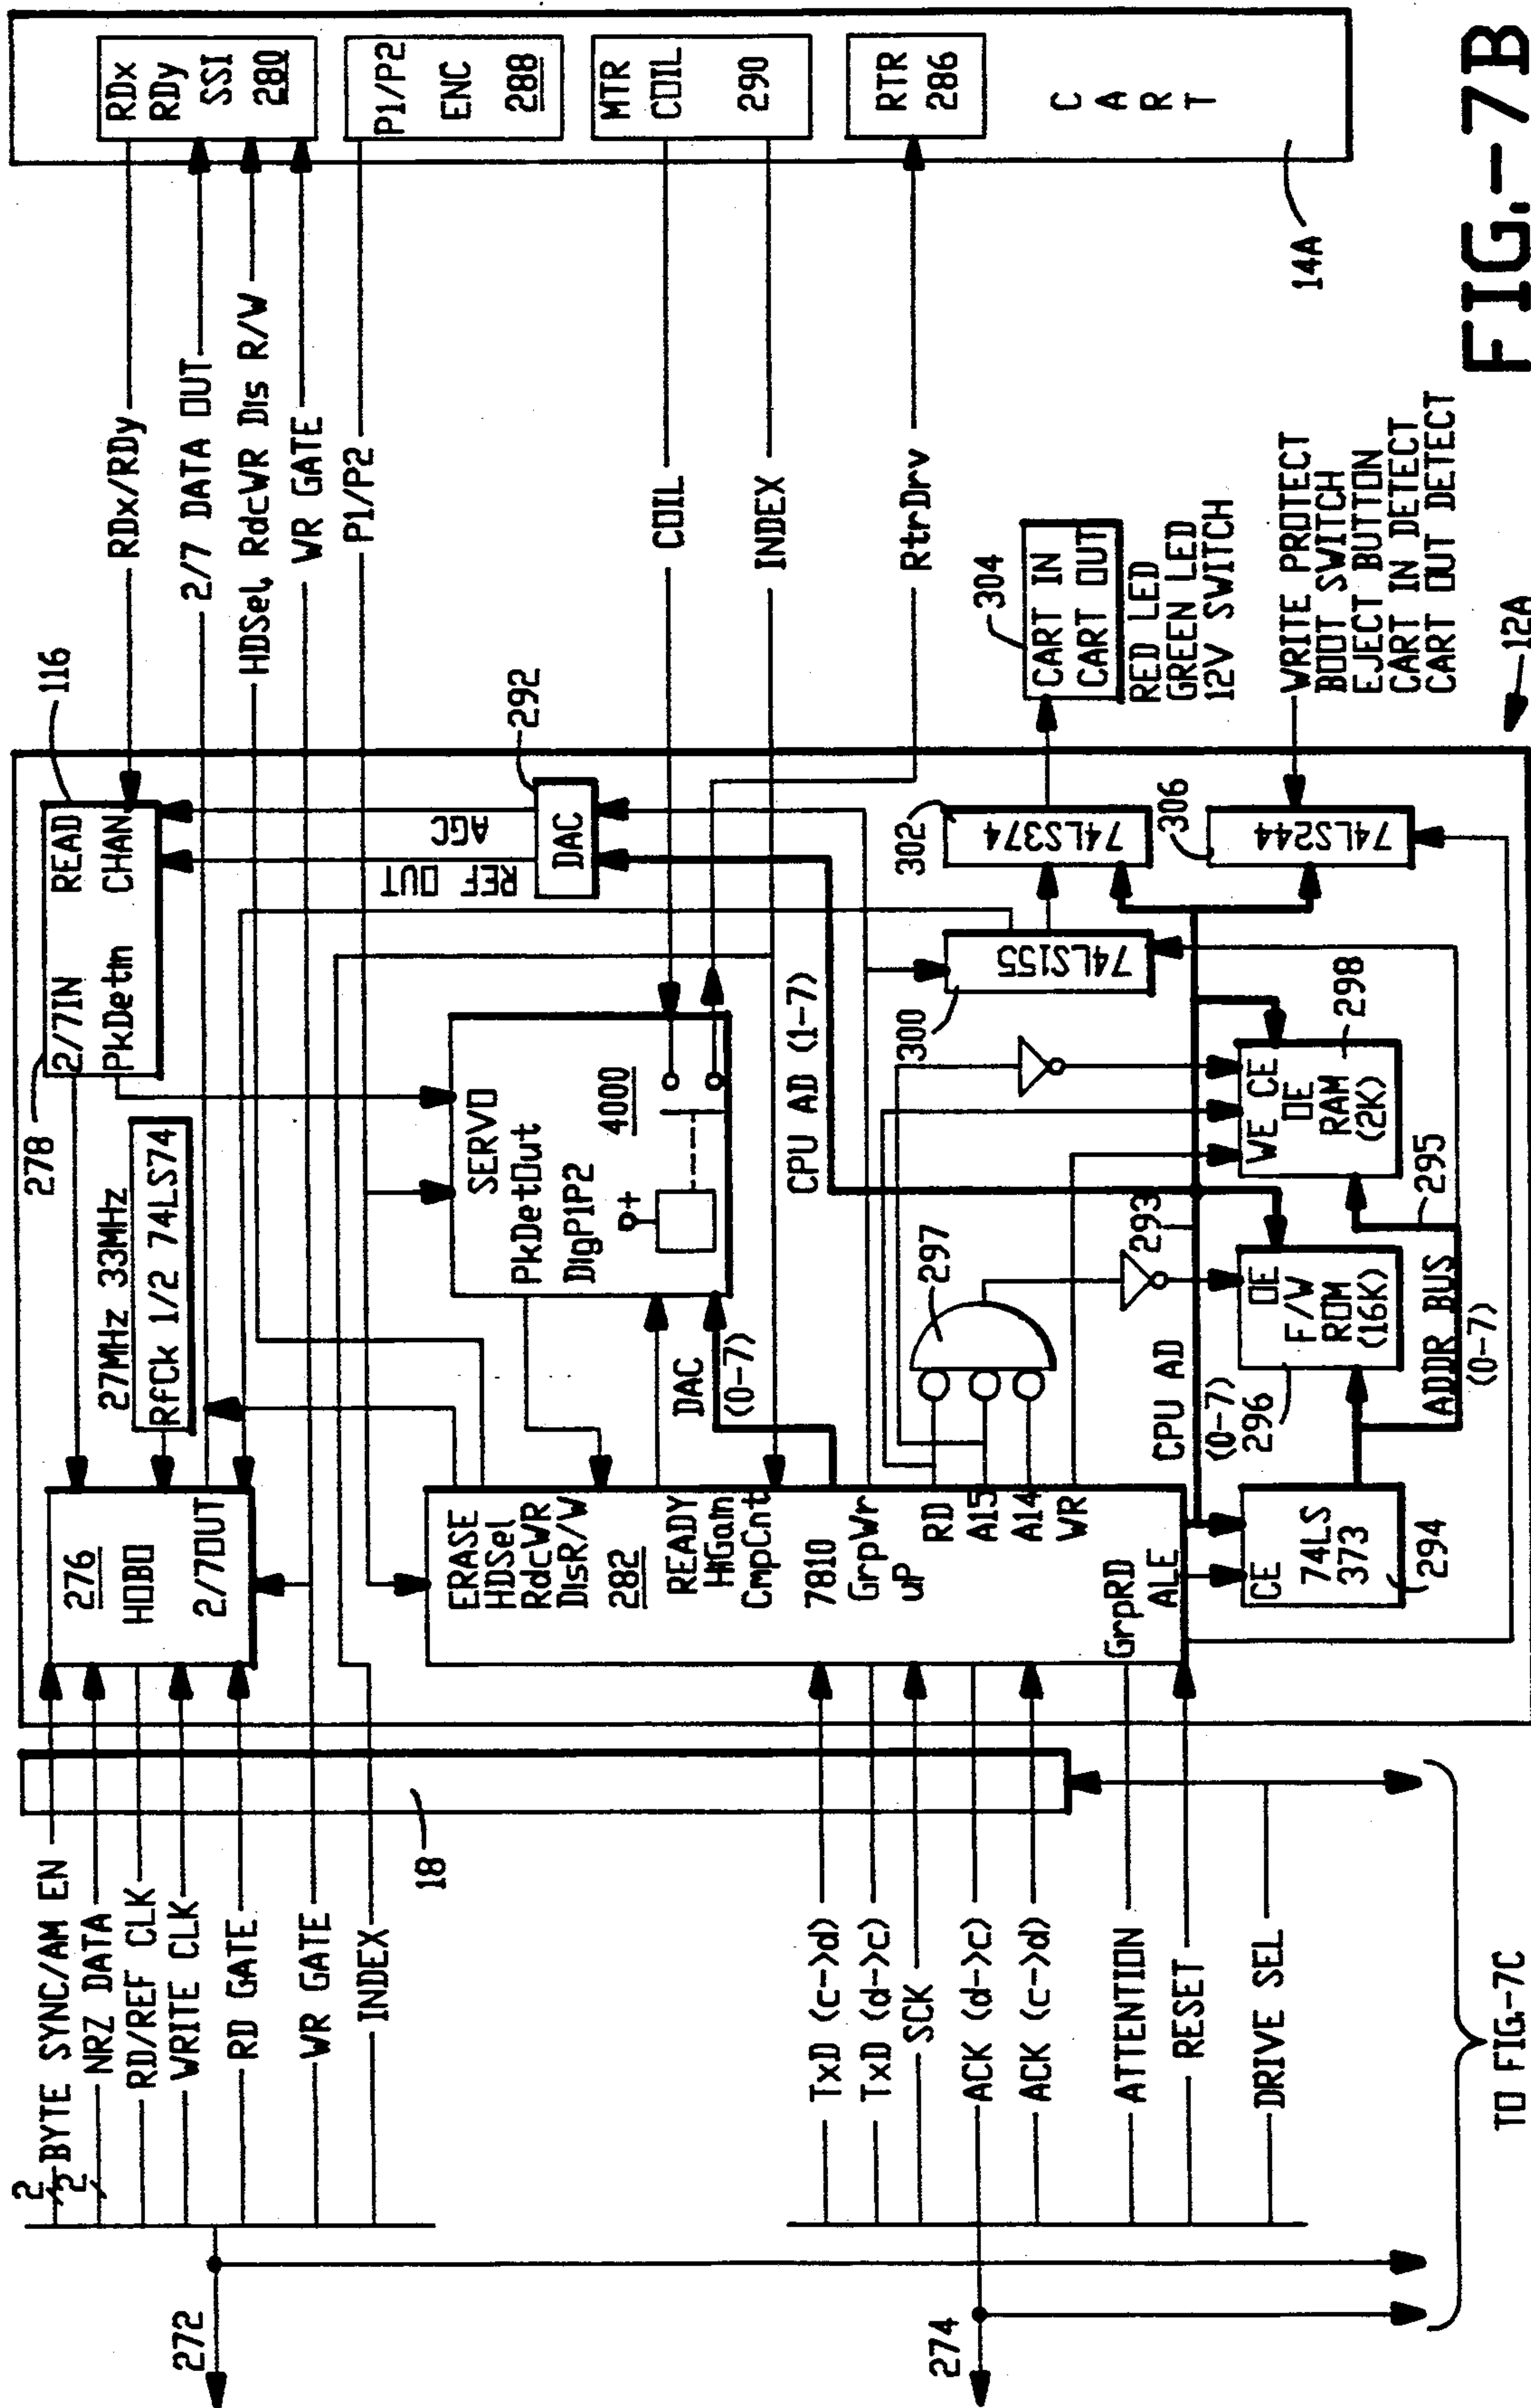 2
BYTE SYNC/AM EN
2
NRZ DATA
RD/REF CLK
WRITE CLK
RD GATE
WR GATE
INDEX
272
18
TxD (c->d)
TxD (d->c)
SCK
ACK (d->c)
ACK (c->d)
ATTENTION
RESET
DRIVE SEL
274
TO FIG.-7C
276
HOBO
2/7OUT
27MHz 33MHz
RfCk 1/2 74LS74
278
2/7IN READ
PkDetIn CHAN
116
ERASE
HDSel
RdcWR
DisR/W
282
READY
HiGain
CmpCnt
7810
GrpWr
uP
RD
A15
A14
WR
GrpRD
ALE
SERVO
PkDetOut
DigP1P2
4000
+
DAC
(0-7)
REF OUT
AGC
DAC
292
CPU AD (1-7)
297
293
CPU AD
(0-7)
CE
74LS
373
294
296
OE
F/W
ROM
(16K)
ADDR BUS
(0-7)
295
WE CE
OE
RAM
(2K)
298
300
74LS155
302
74LS374
306
74LS244
304
CART IN
CART OUT
RED LED
GREEN LED
12V SWITCH
WRITE PROTECT
BOOT SWITCH
EJECT BUTTON
CART IN DETECT
CART OUT DETECT
12A
RDx/RDy
2/7 DATA OUT
HDSel RdcWR Dis R/W
WR GATE
P1/P2
COIL
INDEX
RtrDrv
RDx
RDy
SSI
280
P1/P2
ENC
288
MTR
COIL
290
RTR
286
CART
14A
FIG.-7B